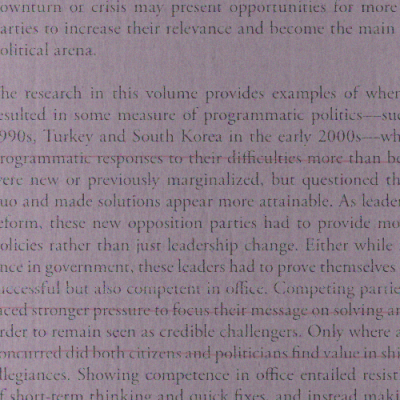 ownturn or crisis may present opportunities for more
arties to increase their relevance and become the main
olitical arena.
he research in this volume provides examples of wher
esulted in some measure of programmatic politics—suc
990s, Turkey and South Korea in the early 2000s—wh
rogrammatic responses to their difficulties more than be
vere new or previously marginalized, but questioned th
uo and made solutions appear more attainable. As leade
eform, these new opposition parties had to provide mo
olicies rather than just leadership change. Either while
nce in government, these leaders had to prove themselves
uccessful but also competent in office. Competing partie
aced stronger pressure to focus their message on solving an
rder to remain seen as credible challengers. Only where a
oncurred did both citizens and politicians find value in shi
llegiances. Showing competence in office entailed resist
f short-term thinking and quick fixes, and instead maki